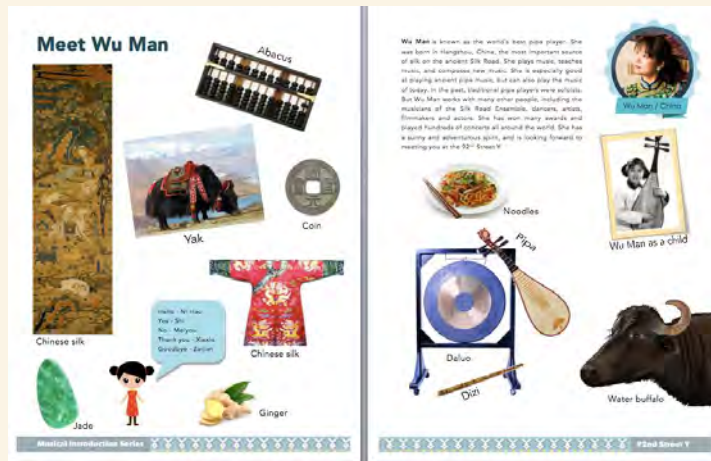 Meet Wu Man
Abacus
Yak
Coin
Chinese silk
Hello - Ni Hao
Yes - Shi
No - Meiyou
Thank you - Xiexie
Goodbye - Zaijian
Chinese silk
Jade
Ginger
Musical Introduction Series
Wu Man is known as the world's best pipa player. She
was born in Hangzhou, China, the most important source
of silk on the ancient Silk Road. She plays music, teaches
music, and composes new music. She is especially good
at playing ancient pipa music, but can also play the music
of today. In the past, traditional pipa players were soloists.
But Wu Man works with many other people, including the
musicians of the Silk Road Ensemble, dancers, artists,
filmmakers and actors. She has won many awards and
played hundreds of concerts all around the world. She has
a sunny and adventurous spirit, and is looking forward to
meeting you at the 92nd Street Y.
Wu Man / China
Noodles
Pipa
Wu Man as a child
Daluo
Dizi
Water buffalo
92nd Street Y